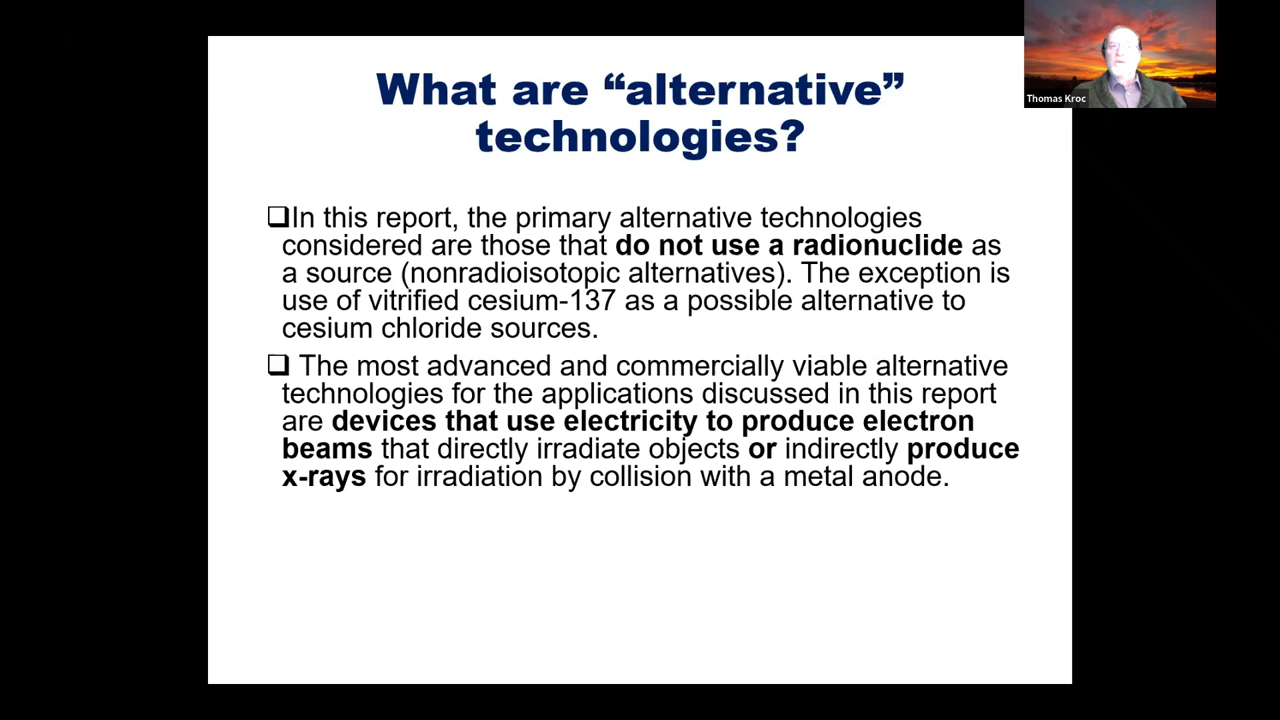 What are “alternative”
technologies?
Thomas Kroc
❑In this report, the primary alternative technologies
considered are those that do not use a radionuclide as
a source (nonradioisotopic alternatives). The exception is
use of vitrified cesium-137 as a possible alternative to
cesium chloride sources.
❑ The most advanced and commercially viable alternative
technologies for the applications discussed in this report
are devices that use electricity to produce electron
beams that directly irradiate objects or indirectly produce
x-rays for irradiation by collision with a metal anode.